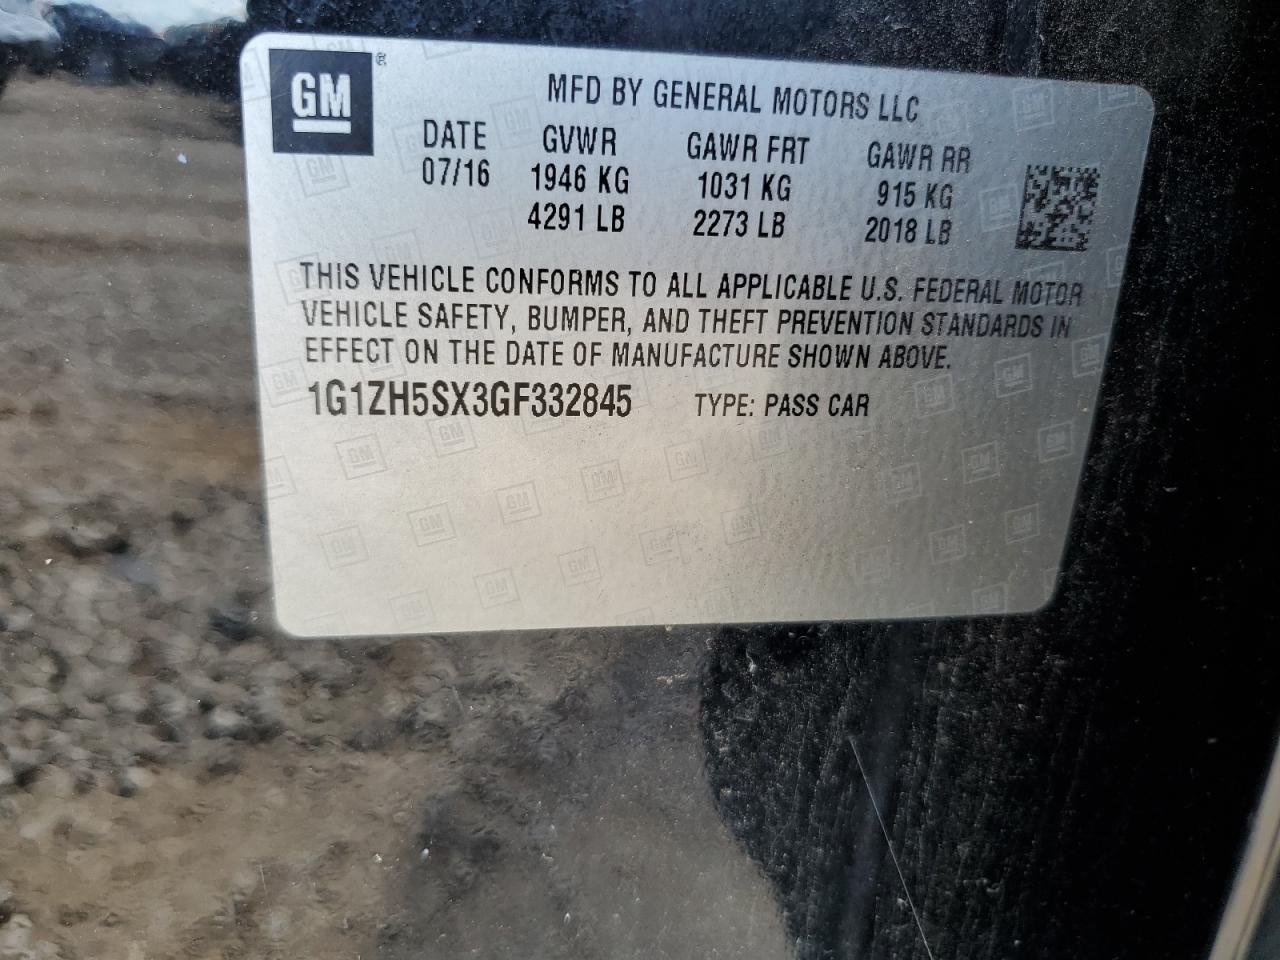 GM®
MFD BY GENERAL MOTORS LLC
DATE GVWR GAWR FRT GAWR RR
07/16 1946 KG 1031 KG 915 KG
4291 LB 2273 LB 2018 LB
THIS VEHICLE CONFORMS TO ALL APPLICABLE U.S. FEDERAL MOTOR
VEHICLE SAFETY, BUMPER, AND THEFT PREVENTION STANDARDS IN
EFFECT ON THE DATE OF MANUFACTURE SHOWN ABOVE.
1G1ZH5SX3GF332845 TYPE: PASS CAR